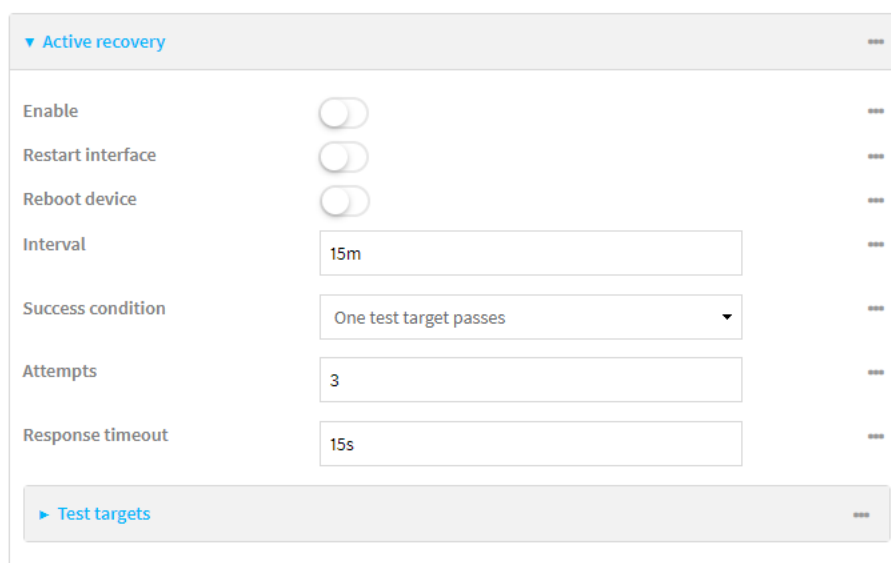 Active recovery
Enable
Restart interface
Reboot device
Interval 15m
Success condition One test target passes
Attempts 3
Response timeout 15s
Test targets